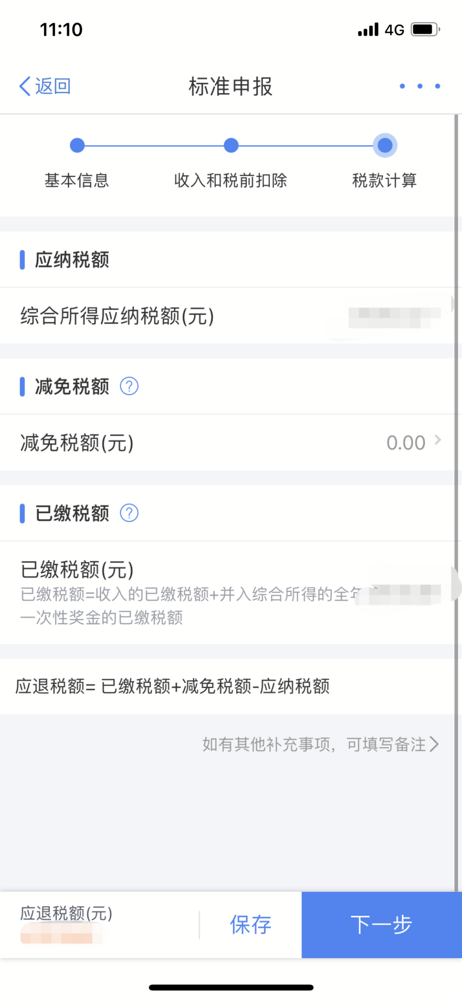 11:10
4G
返回
标准申报
基本信息
收入和税前扣除
税款计算
应纳税额
综合所得应纳税额(元)
减免税额 ?
减免税额(元)
0.00
已缴税额 ?
已缴税额(元)
已缴税额=收入的已缴税额+并入综合所得的全年
一次性奖金的已缴税额
应退税额= 已缴税额+减免税额-应纳税额
如有其他补充事项，可填写备注
应退税额(元)
保存
下一步